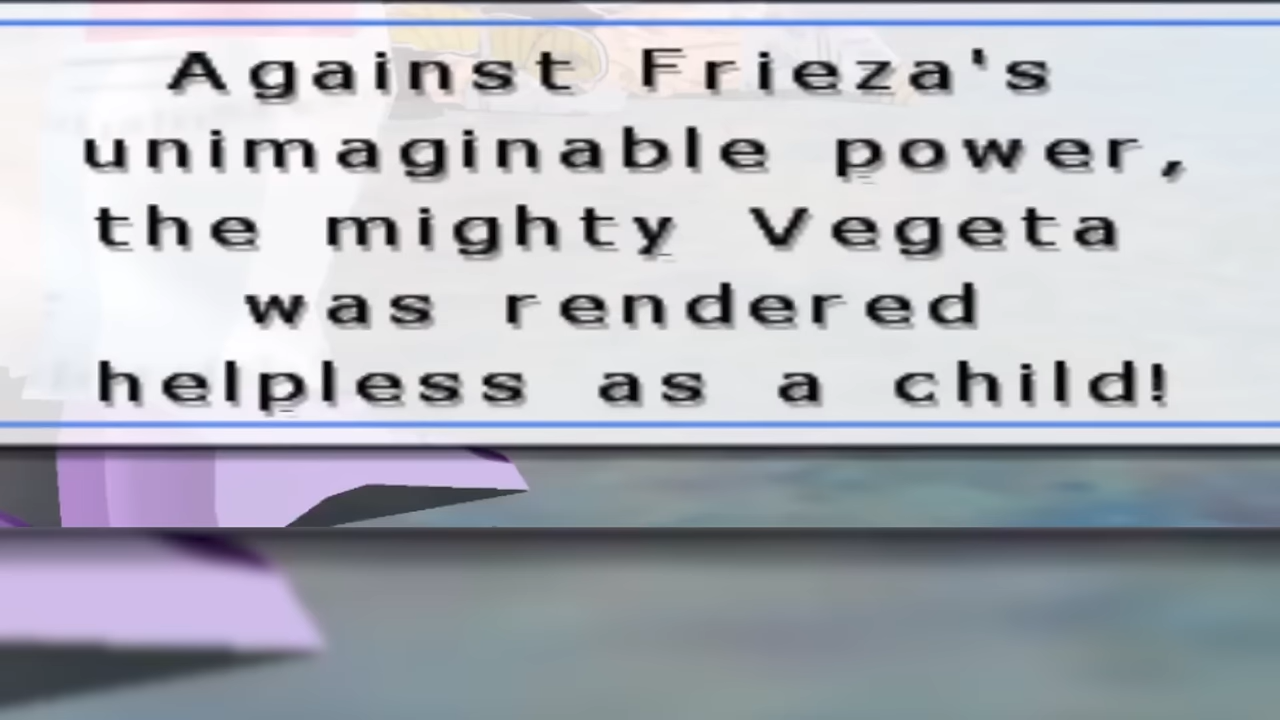 Against Frieza's
unimaginable power,
the mighty Vegeta
was rendered
helpless as a child!